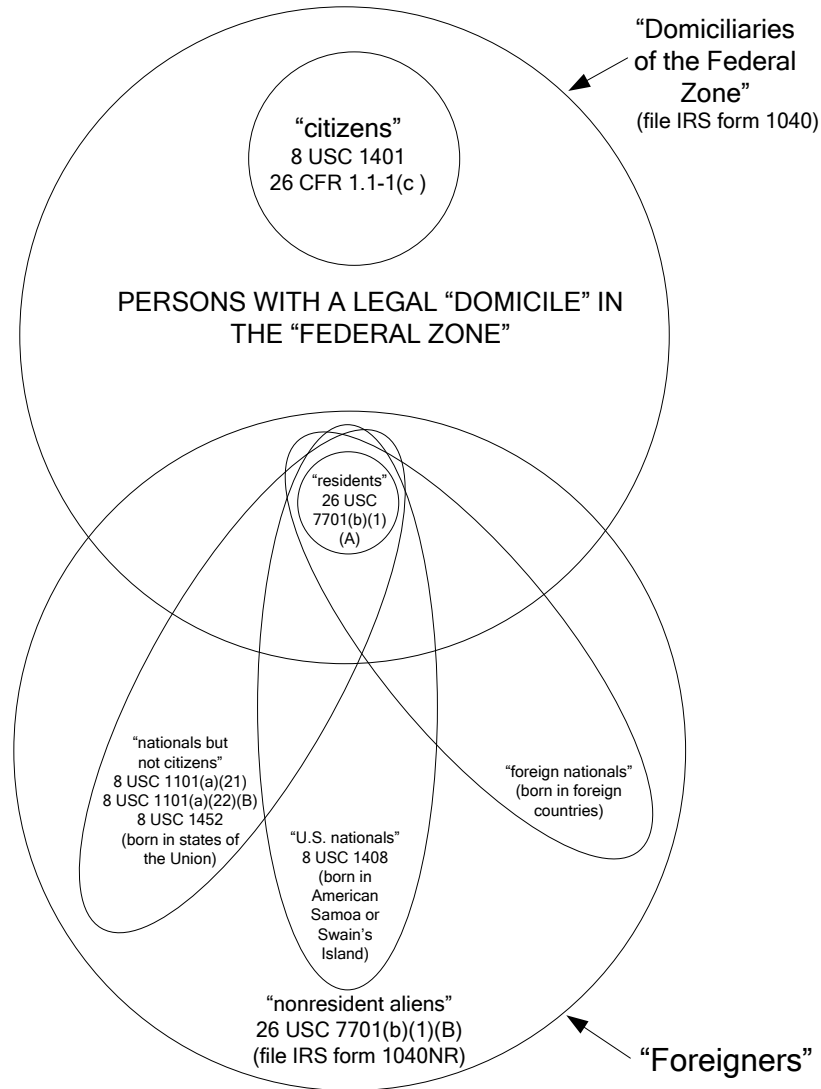 “Domiciliaries
of the Federal
Zone”
(file IRS form 1040)
“citizens”
8 USC 1401
26 CFR 1.1-1(c )
PERSONS WITH A LEGAL “DOMICILE” IN
THE “FEDERAL ZONE”
“residents”
26 USC
7701(b)(1)
(A)
“nationals but
not citizens”
8 USC 1101(a)(21)
8 USC 1101(a)(22)(B)
8 USC 1452
(born in states of
the Union)
“U.S. nationals”
8 USC 1408
(born in
American
Samoa or
Swain’s
Island)
“foreign nationals”
(born in foreign
countries)
“nonresident aliens”
26 USC 7701(b)(1)(B)
(file IRS form 1040NR)
“Foreigners”